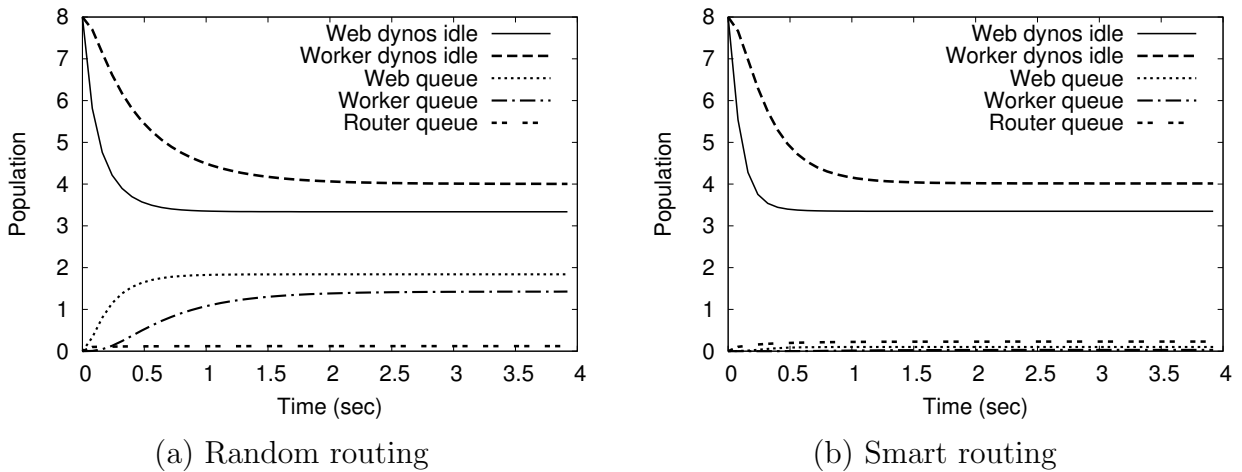 8
7
6
5
4
3
2
1
0
Population
Web dynos idle
Worker dynos idle
Web queue
Worker queue
Router queue
0 0.5 1 1.5 2 2.5 3 3.5 4
Time (sec)
(a) Random routing
8
7
6
5
4
3
2
1
0
Population
Web dynos idle
Worker dynos idle
Web queue
Worker queue
Router queue
0 0.5 1 1.5 2 2.5 3 3.5 4
Time (sec)
(b) Smart routing